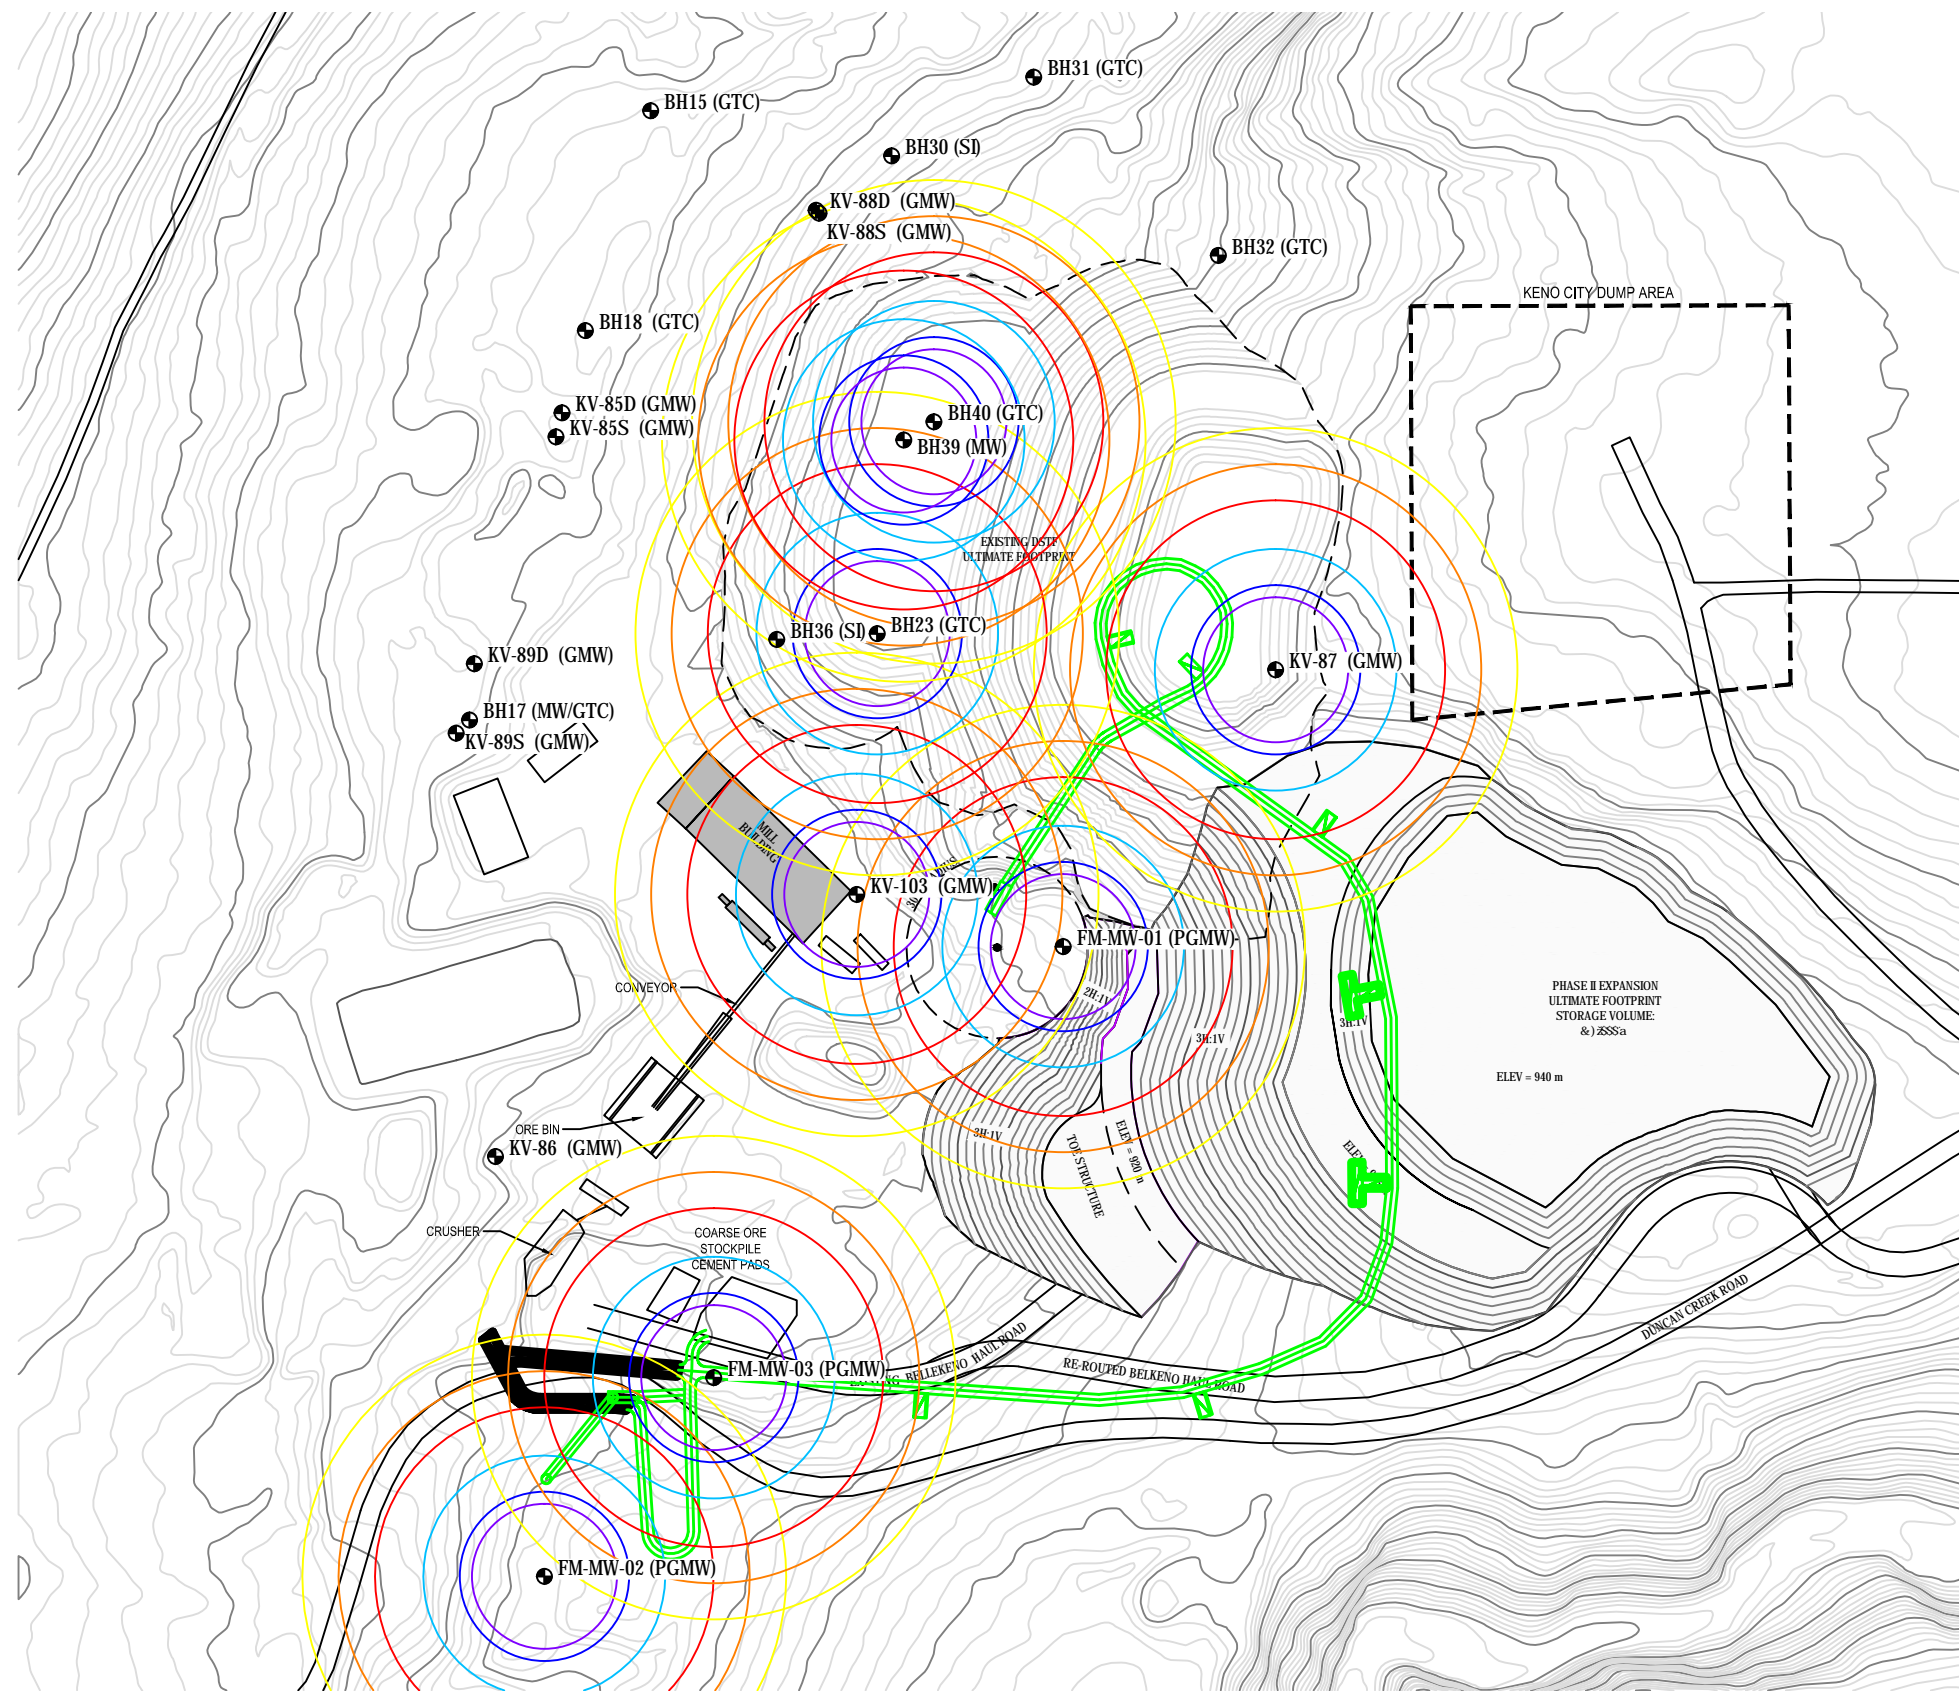 BH31 (GTC)
BH15 (GTC)
BH30 (SI)
KV-88D (GMW)
KV-88S (GMW)
BH32 (GTC)
KENO CITY DUMP AREA
BH18 (GTC)
KV-85D (GMW)
KV-85S (GMW)
BH40 (GTC)
BH39 (MW)
EXISTING DSTF
ULTIMATE FOOTPRINT
BH36 (SI)
BH23 (GTC)
KV-89D (GMW)
KV-87 (GMW)
BH17 (MW/GTC)
KV-89S (GMW)
MILL
BUILDING
KV-103 (GMW)
FM-MW-01 (PGMW)
CONVEYOR
2H:1V
3H:1V
3H:1V
PHASE II EXPANSION
ULTIMATE FOOTPRINT
STORAGE VOLUME:
ELEV = 940 m
ORE BIN
KV-86 (GMW)
3H:1V
TOE STRUCTURE
ELEV = 920 m
ELEV
CRUSHER
COARSE ORE
STOCKPILE
CEMENT PADS
DUNCAN CREEK ROAD
FM-MW-03 (PGMW)
BELLEKENO HAUL ROAD
RE-ROUTED BELKENO HAUL ROAD
FM-MW-02 (PGMW)